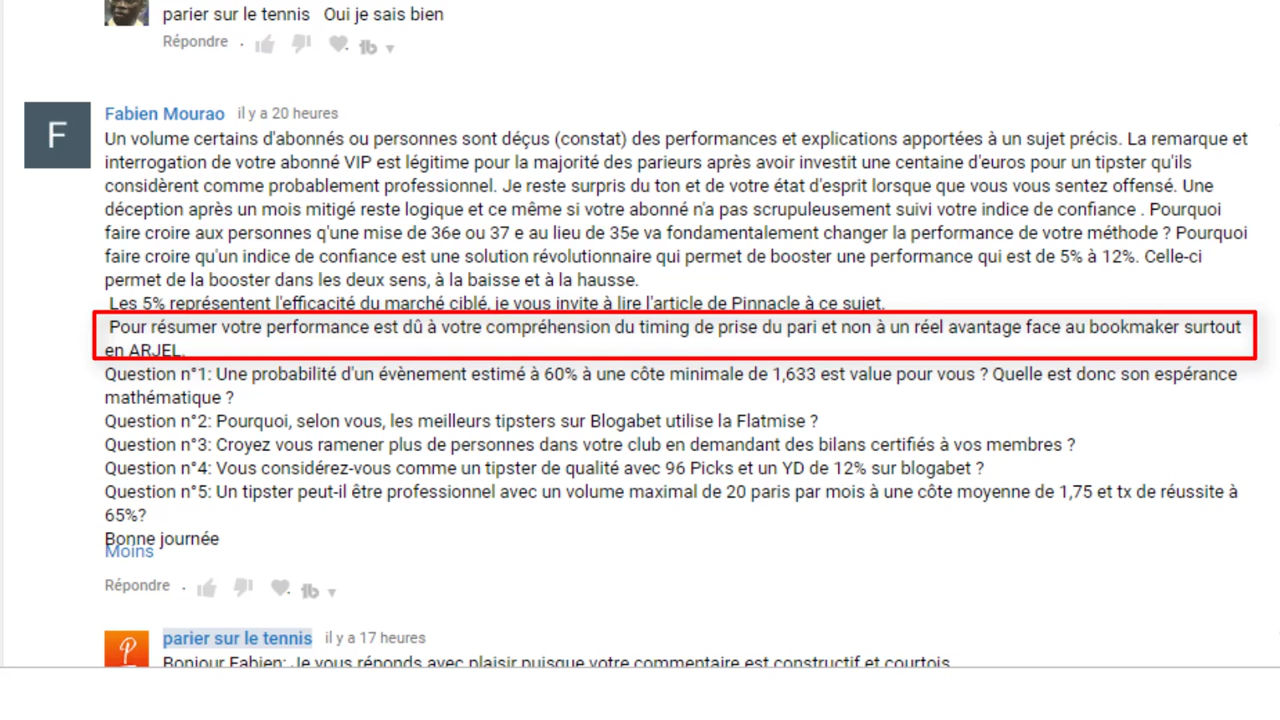 parier sur le tennis Oui je sais bien
Répondre
F
Fabien Mourao il y a 20 heures
Un volume certains d'abonnés ou personnes sont déçus (constat) des performances et explications apportées à un sujet précis. La remarque et
interrogation de votre abonné VIP est légitime pour la majorité des parieurs après avoir investit une centaine d'euros pour un tipster qu'ils
considèrent comme probablement professionnel. Je reste surpris du ton et de votre état d'esprit lorsque que vous vous sentez offensé. Une
déception après un mois mitigé reste logique et ce même si votre abonné n'a pas scrupuleusement suivi votre indice de confiance . Pourquoi
faire croire aux personnes q'une mise de 36e ou 37 e au lieu de 35e va fondamentalement changer la performance de votre méthode ? Pourquoi
faire croire qu'un indice de confiance est une solution révolutionnaire qui permet de booster une performance qui est de 5% à 12%. Celle-ci
permet de la booster dans les deux sens, à la baisse et à la hausse.
Les 5% représentent l'efficacité du marché ciblé, je vous invite à lire l'article de Pinnacle à ce sujet.
Pour résumer votre performance est dû à votre compréhension du timing de prise du pari et non à un réel avantage face au bookmaker surtout
en ARJEL.
Question n°1: Une probabilité d'un évènement estimé à 60% à une côte minimale de 1,633 est value pour vous ? Quelle est donc son espérance
mathématique ?
Question n°2: Pourquoi, selon vous, les meilleurs tipsters sur Blogabet utilise la Flatmise ?
Question n°3: Croyez vous ramener plus de personnes dans votre club en demandant des bilans certifiés à vos membres ?
Question n°4: Vous considérez-vous comme un tipster de qualité avec 96 Picks et un YD de 12% sur blogabet ?
Question n°5: Un tipster peut-il être professionnel avec un volume maximal de 20 paris par mois à une côte moyenne de 1,75 et tx de réussite à
65%?
Bonne journée
Moins
Répondre
parier sur le tennis il y a 17 heures
Bonjour Fabien: Je vous réponds avec plaisir puisque votre commentaire est constructif et courtois